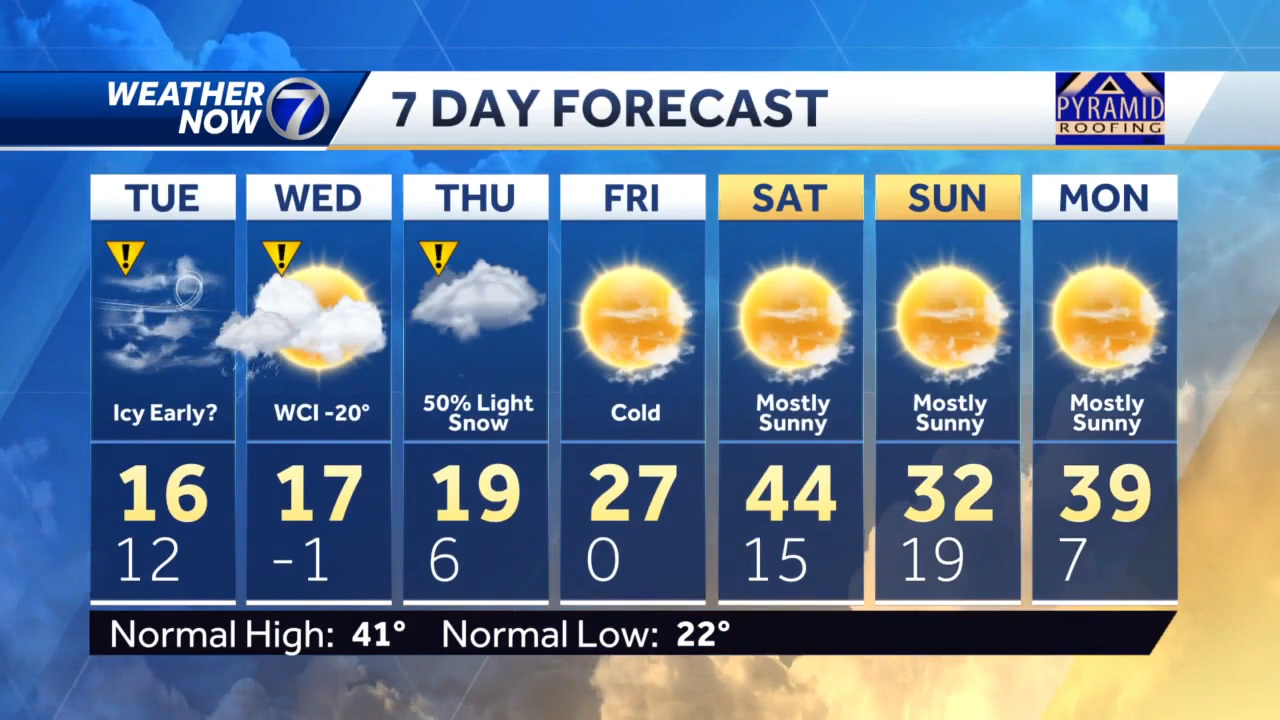 WEATHER
NOW 7
7 DAY FORECAST
PYRAMID
ROOFING
TUE WED THU FRI SAT SUN MON
! ! !
Icy Early?
WCI -20°
50% Light
Snow
Cold
Mostly
Sunny
Mostly
Sunny
Mostly
Sunny
16 17 19 27 44 32 39
12 -1 6 0 15 19 7
Normal High: 41° Normal Low: 22°